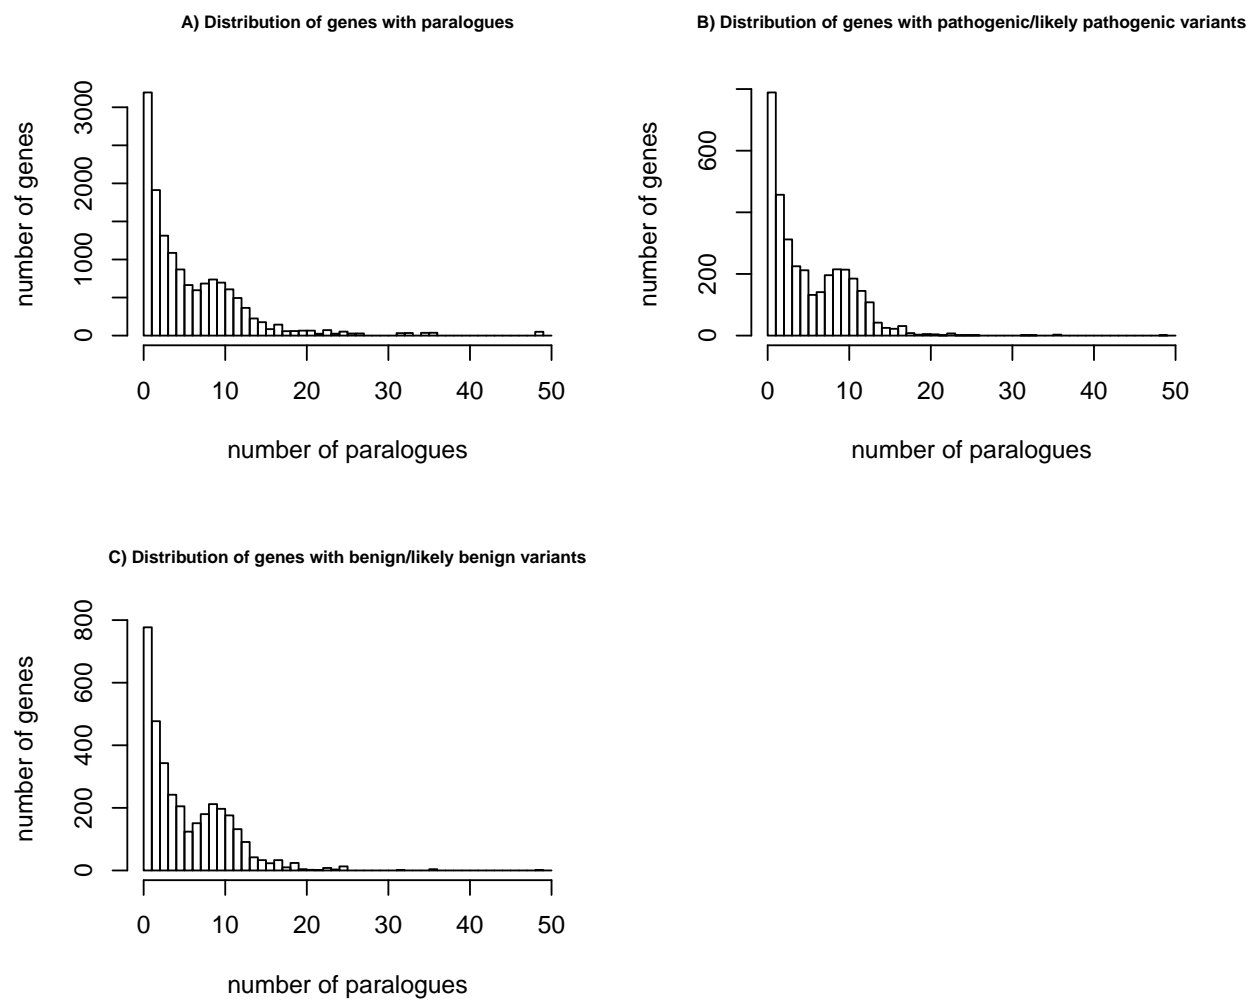 A) Distribution of genes with paralogues
number of genes
3000
2000
1000
0
0 10 20 30 40 50
number of paralogues
B) Distribution of genes with pathogenic/likely pathogenic variants
number of genes
600
200
0
0 10 20 30 40 50
number of paralogues
C) Distribution of genes with benign/likely benign variants
number of genes
800
600
400
200
0
0 10 20 30 40 50
number of paralogues